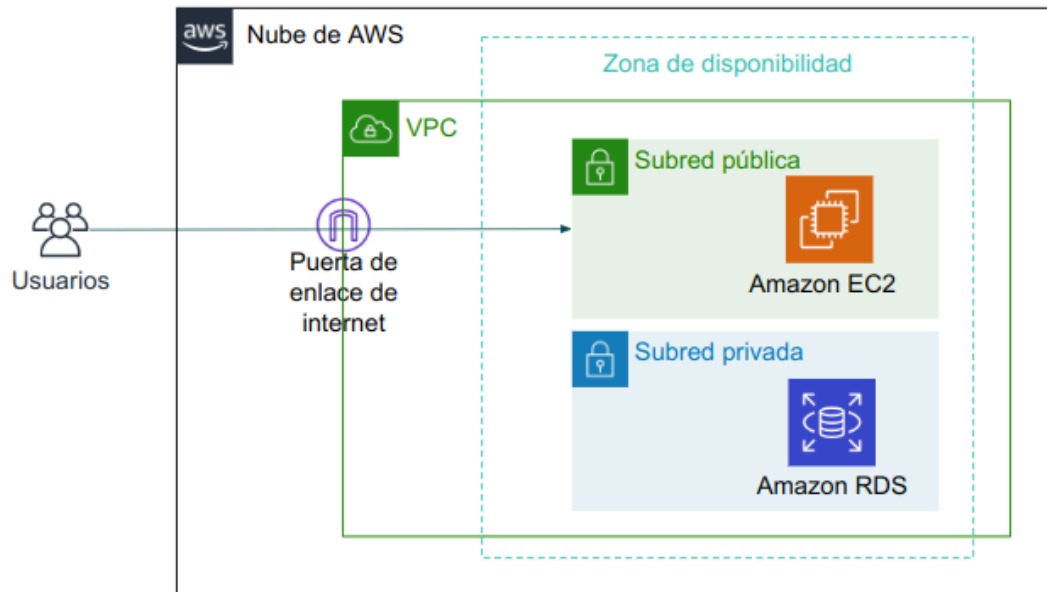 aws
Nube de AWS
Zona de disponibilidad
VPC
Subred pública
Amazon EC2
Usuarios
Puerta de
enlace de
internet
Subred privada
Amazon RDS